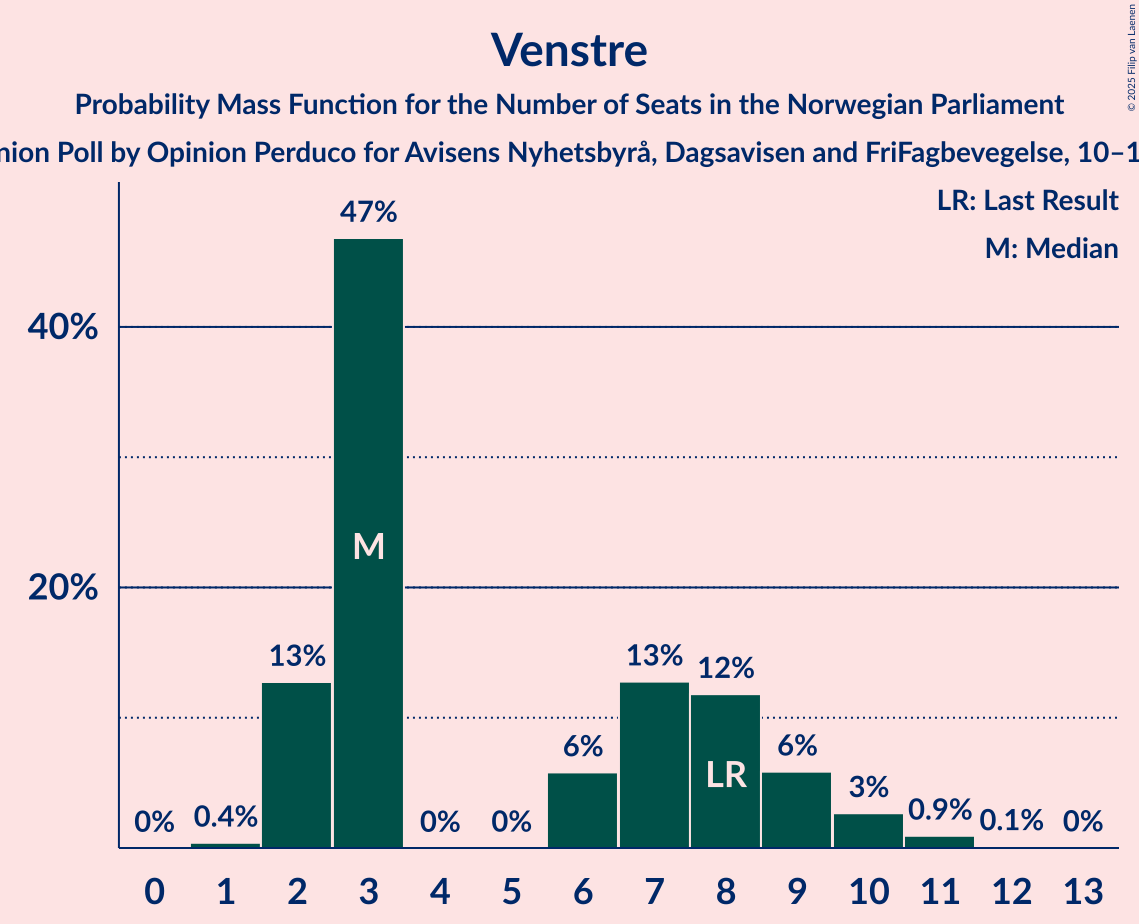 Venstre
Probability Mass Function for the Number of Seats in the Norwegian Parliament
nion Poll by Opinion Perduco for Avisens Nyhetsbyrå, Dagsavisen and FriFagbevegelse, 10–1
© 2025 Filip van Laenen
LR: Last Result
M: Median
40%
20%
0%
0.4%
13%
47%
0%
0%
6%
13%
12%
6%
3%
0.9%
0.1%
0%
M
LR
0 1 2 3 4 5 6 7 8 9 10 11 12 13